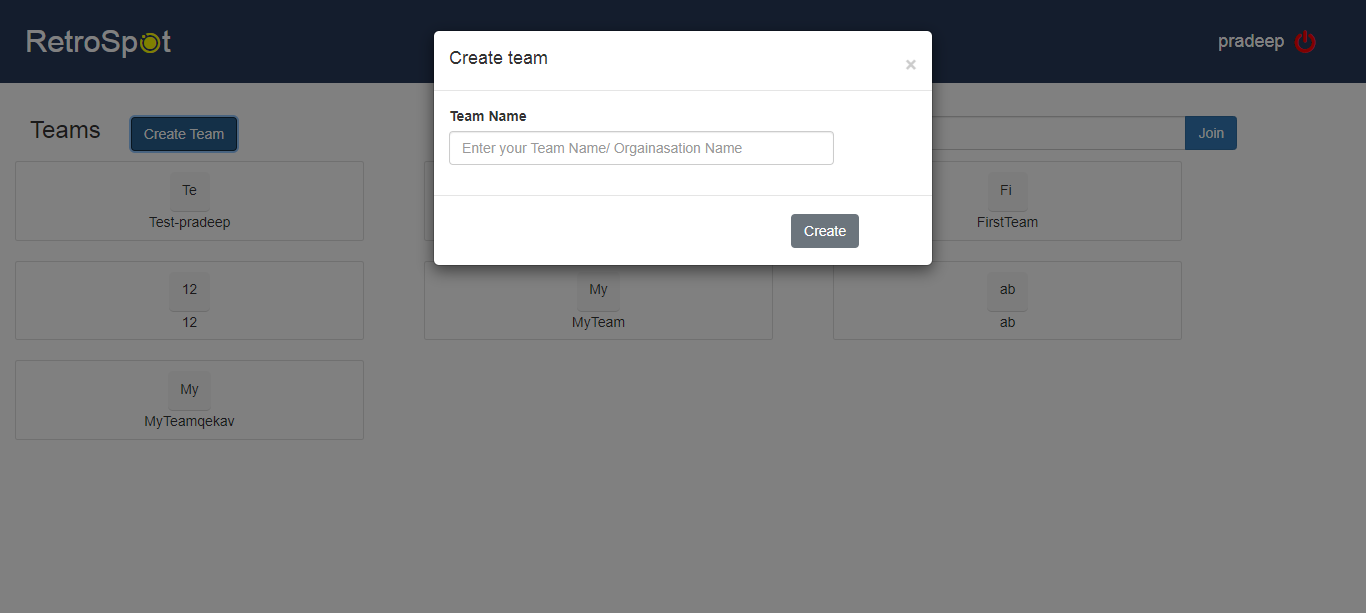 RetroSpot
pradeep
Create team
×
Team Name
Enter your Team Name/ Orgainasation Name
Create
Teams
Create Team
Join
Te
Test-pradeep
Fi
FirstTeam
12
12
My
MyTeam
ab
ab
My
MyTeamqekav